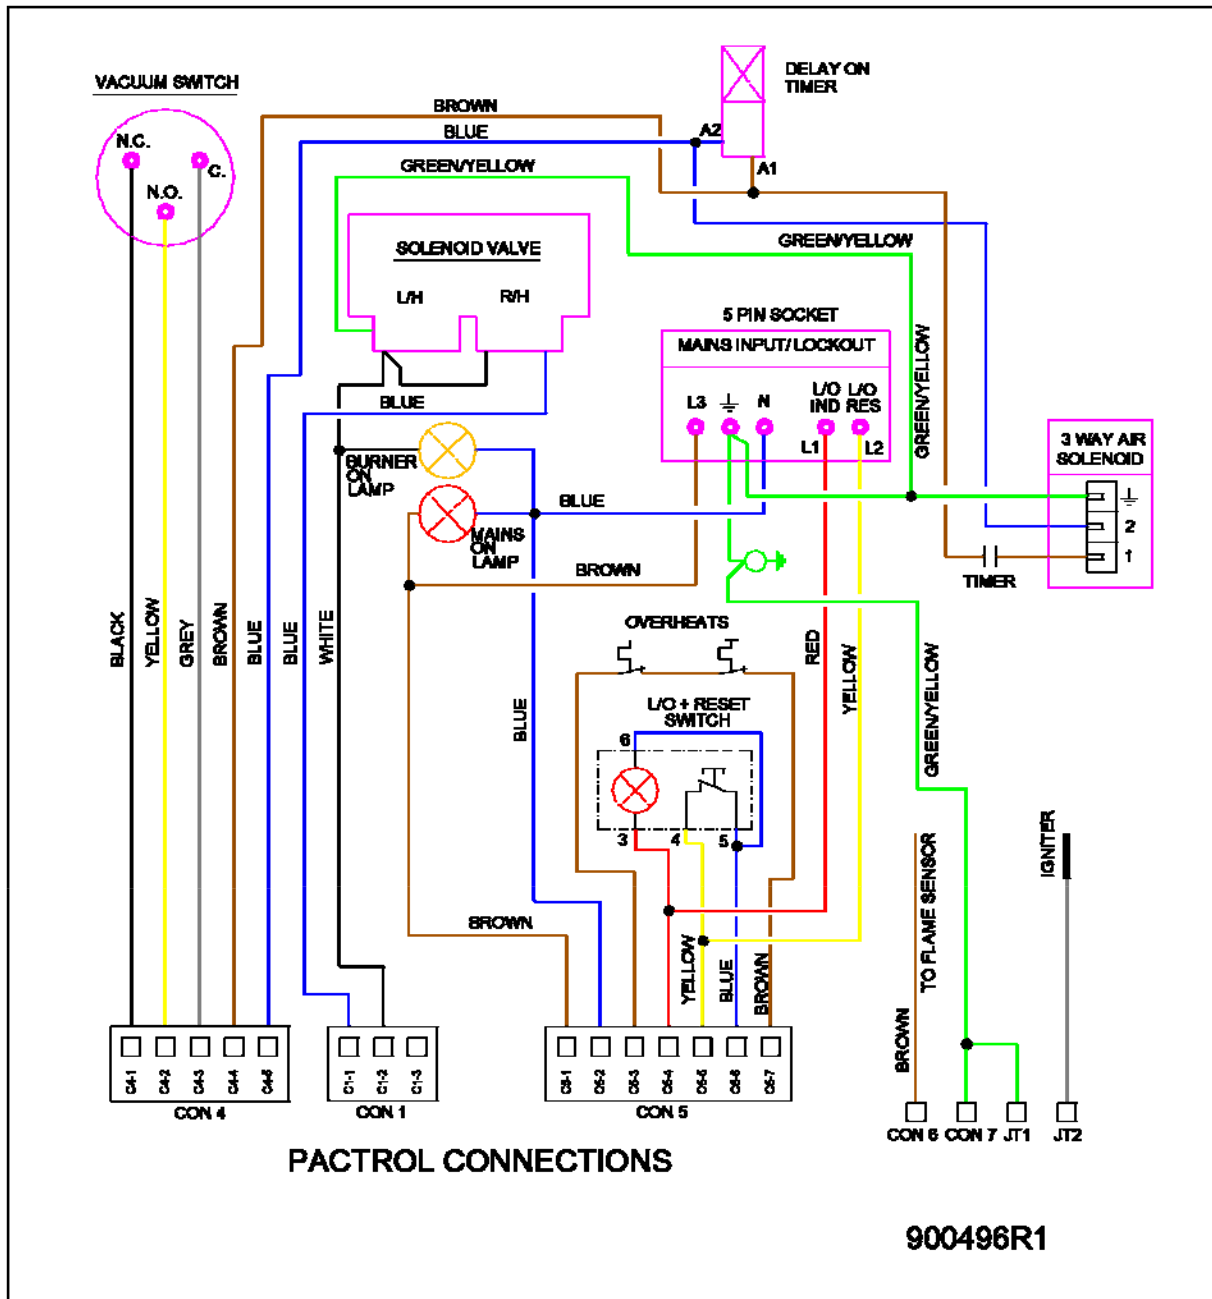 VACUUM SWITCH
N.C.
C.
N.O.
BROWN
BLUE
GREEN/YELLOW
DELAY ON
TIMER
A2
A1
GREEN/YELLOW
SOLENOID VALVE
L/H
R/H
5 PIN SOCKET
MAINS INPUT/LOCKOUT
L3
N
L/O
IND
L/O
RES
L1
L2
GREEN/YELLOW
3 WAY AIR
SOLENOID
2
1
TIMER
BLUE
BURNER
ON
LAMP
BLUE
MAINS
ON
LAMP
BROWN
BLACK
YELLOW
GREY
BROWN
BLUE
BLUE
WHITE
BLUE
OVERHEATS
RED
YELLOW
GREEN/YELLOW
L/O + RESET
SWITCH
6
3
4
5
BROWN
YELLOW
BLUE
BROWN
BROWN
TO FLAME SENSOR
IGNITER
C4-1
C4-2
C4-3
C4-4
C4-5
CON 4
C1-1
C1-2
C1-3
CON 1
C5-1
C5-2
C5-3
C5-4
C5-5
C5-6
C5-7
CON 5
CON 6
CON 7
JT1
JT2
PACTROL CONNECTIONS
900496R1